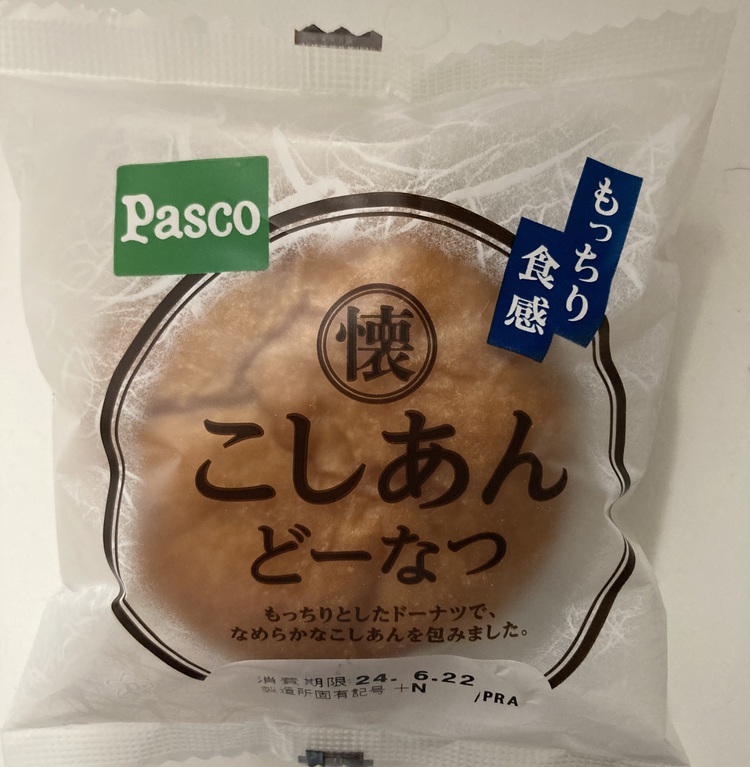 Pasco
もっちり
食感
懐
こしあん
どーなつ
もっちりとしたドーナツで、
なめらかなこしあんを包みました。
消費期限 24. 6.22
製造所固有記号 +N /PRA